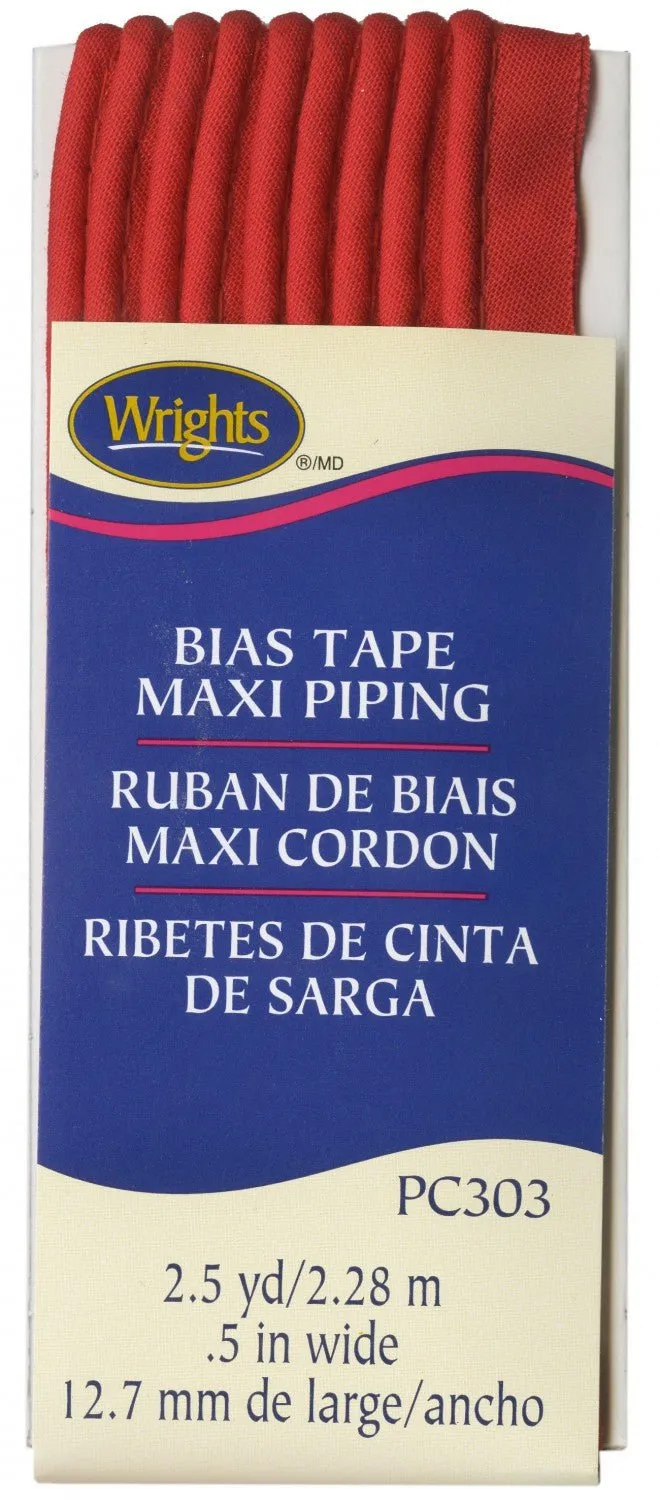 Wrights
®/MD
BIAS TAPE
MAXI PIPING
RUBAN DE BIAIS
MAXI CORDON
RIBETES DE CINTA
DE SARGA
PC303
2.5 yd/2.28 m
.5 in wide
12.7 mm de large/ancho